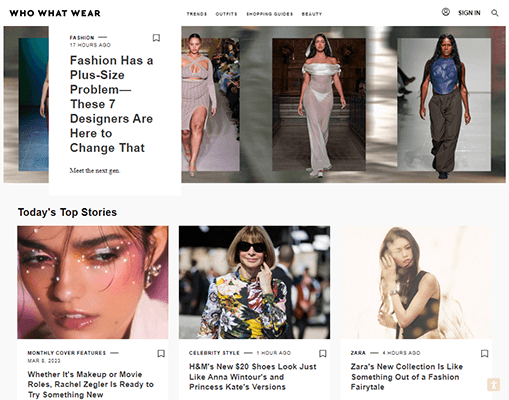 WHO WHAT WEAR
TRENDS OUTFITS SHOPPING GUIDES BEAUTY
SIGN IN
FASHION
17 HOURS AGO
Fashion Has a
Plus-Size
Problem—
These 7
Designers Are
Here to
Change That
Meet the next gen.
Today's Top Stories
MONTHLY COVER FEATURES —
MAR 8, 2023
Whether It's Makeup or Movie
Roles, Rachel Zegler Is Ready to
Try Something New
CELEBRITY STYLE — 1 HOUR AGO
H&M's New $20 Shoes Look Just
Like Anna Wintour's and
Princess Kate's Versions
ZARA — 4 HOURS AGO
Zara's New Collection Is Like
Something Out of a Fashion
Fairytale